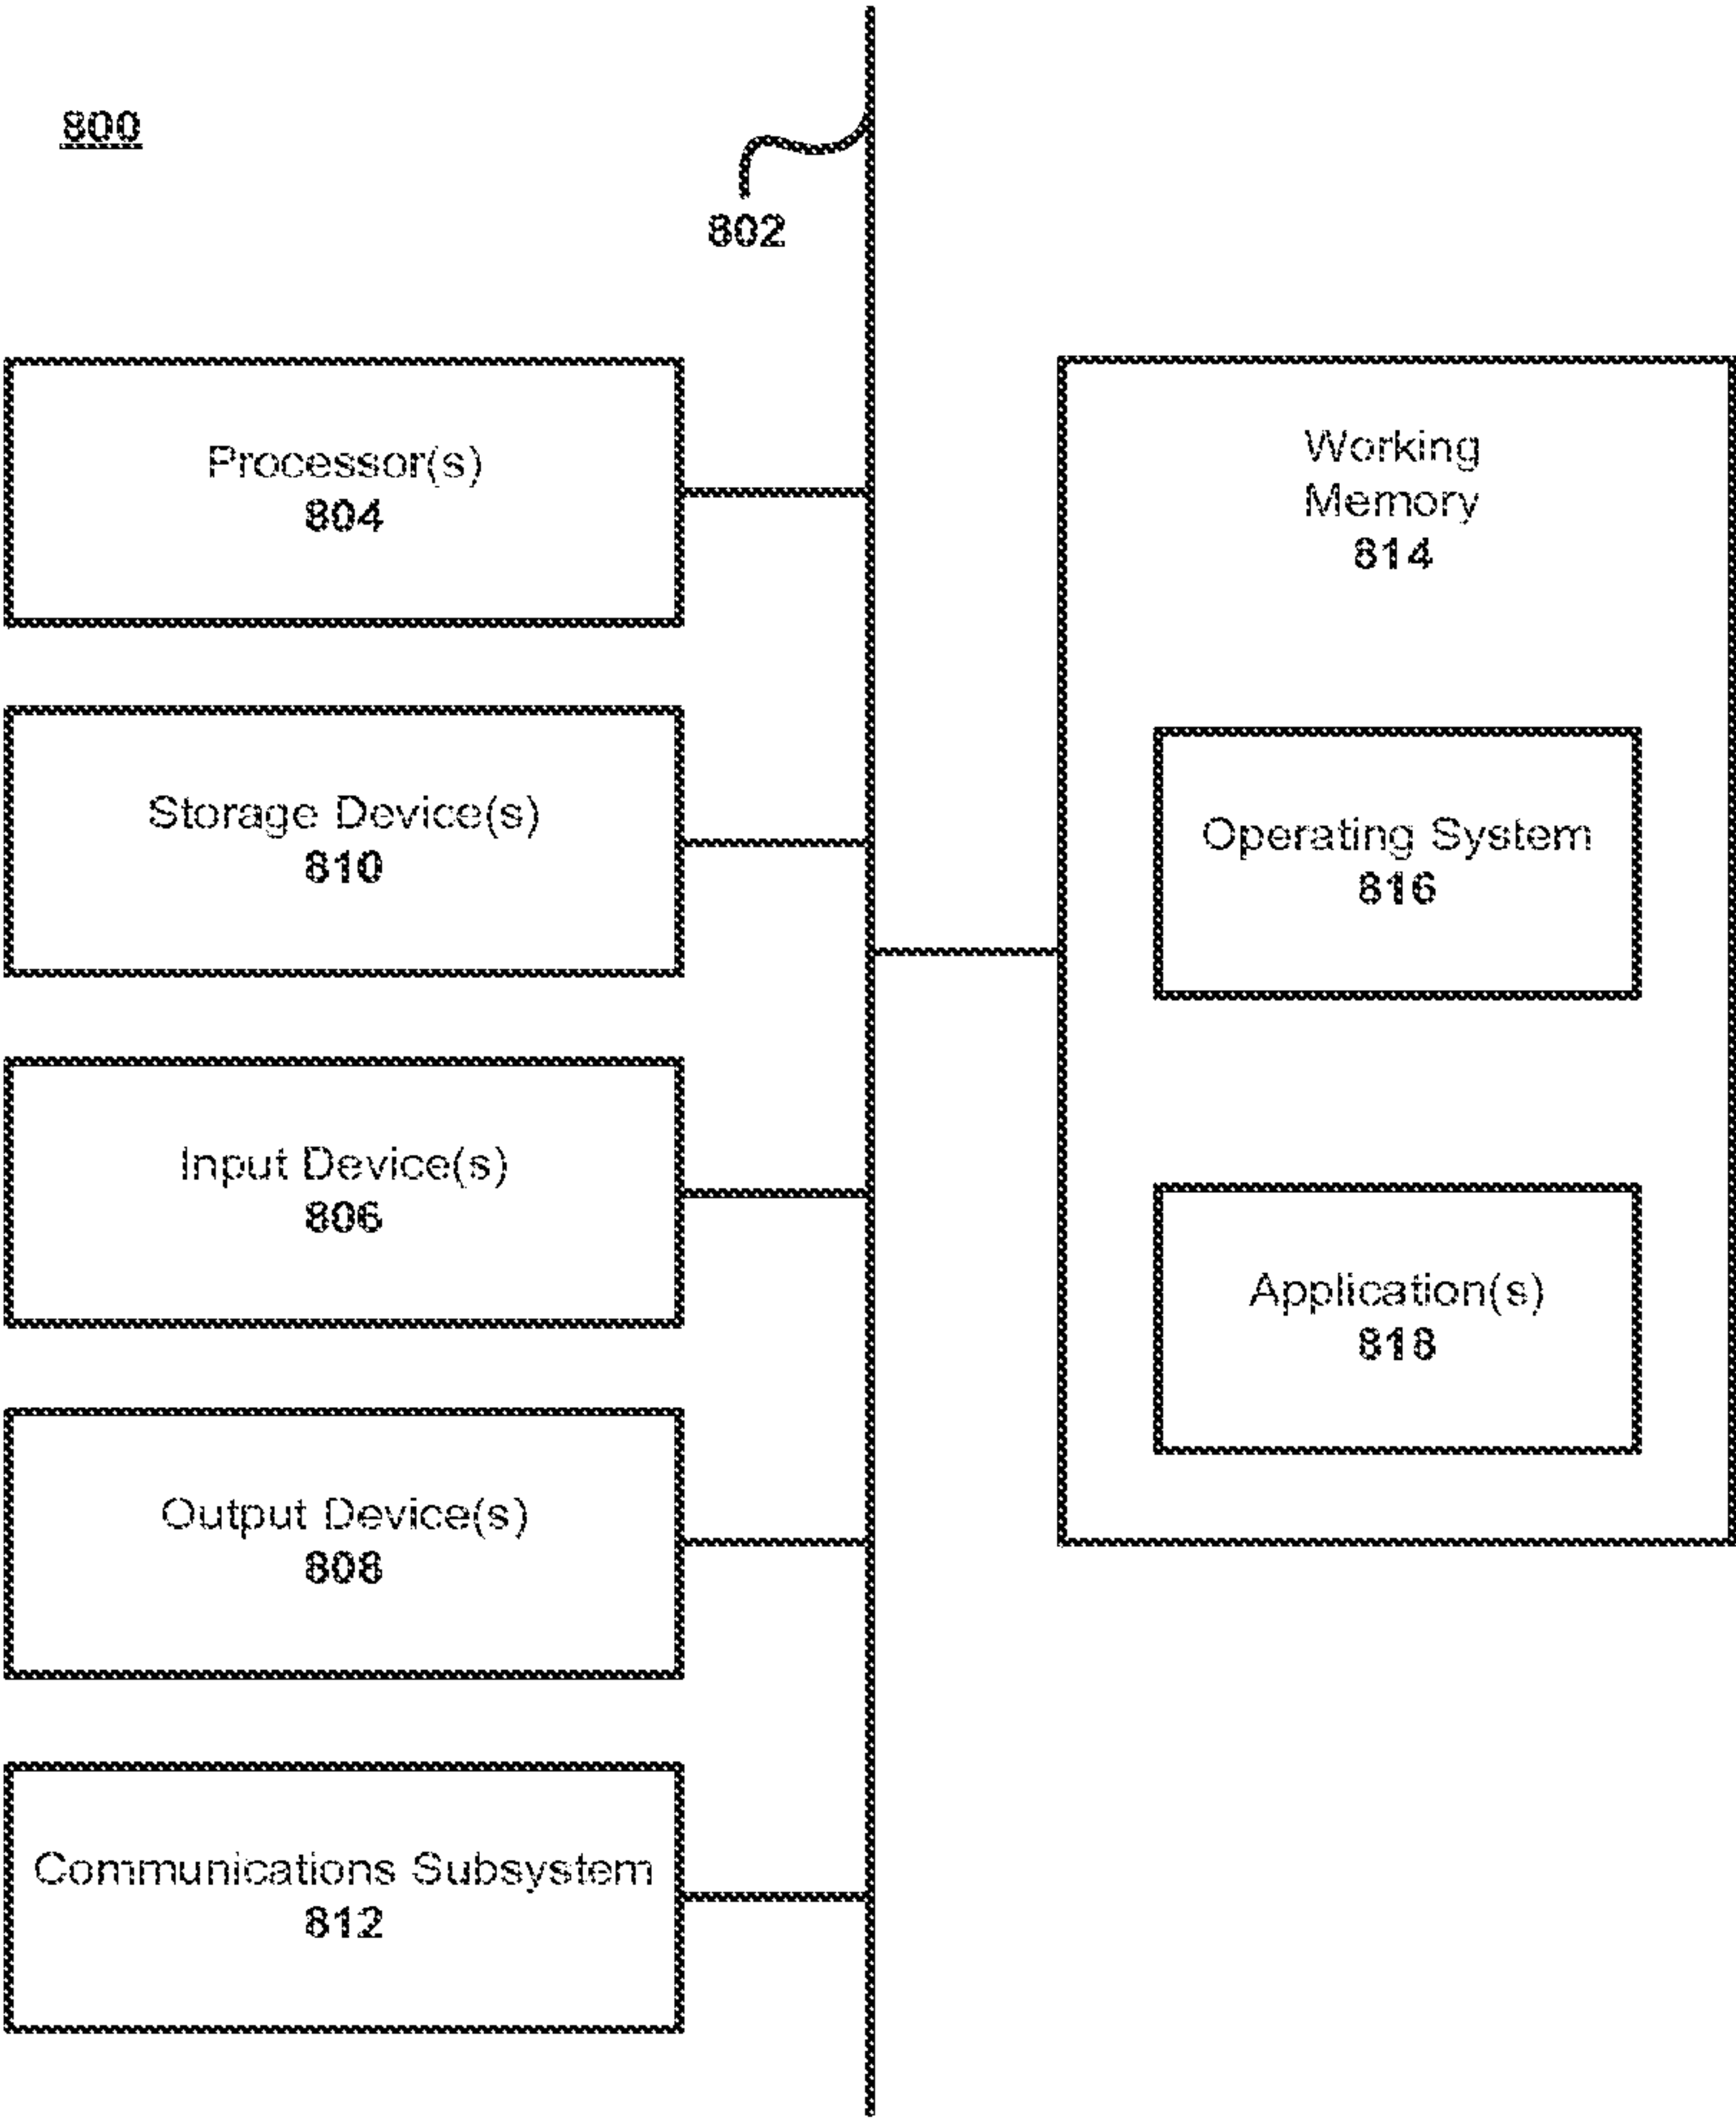 800
802
Processor(s)
804
Storage Device(s)
810
Input Device(s)
806
Output Device(s)
808
Communications Subsystem
812
Working
Memory
814
Operating System
816
Application(s)
818